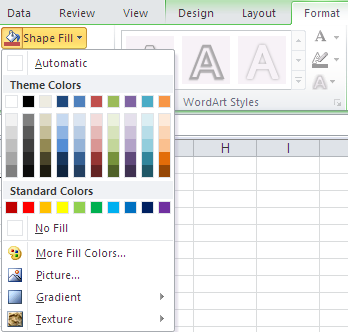 Data Review View Design Layout Format
Shape Fill
WordArt Styles
Automatic
Theme Colors
Standard Colors
No Fill
More Fill Colors...
Picture...
Gradient
Texture
H I
A A A
A
A